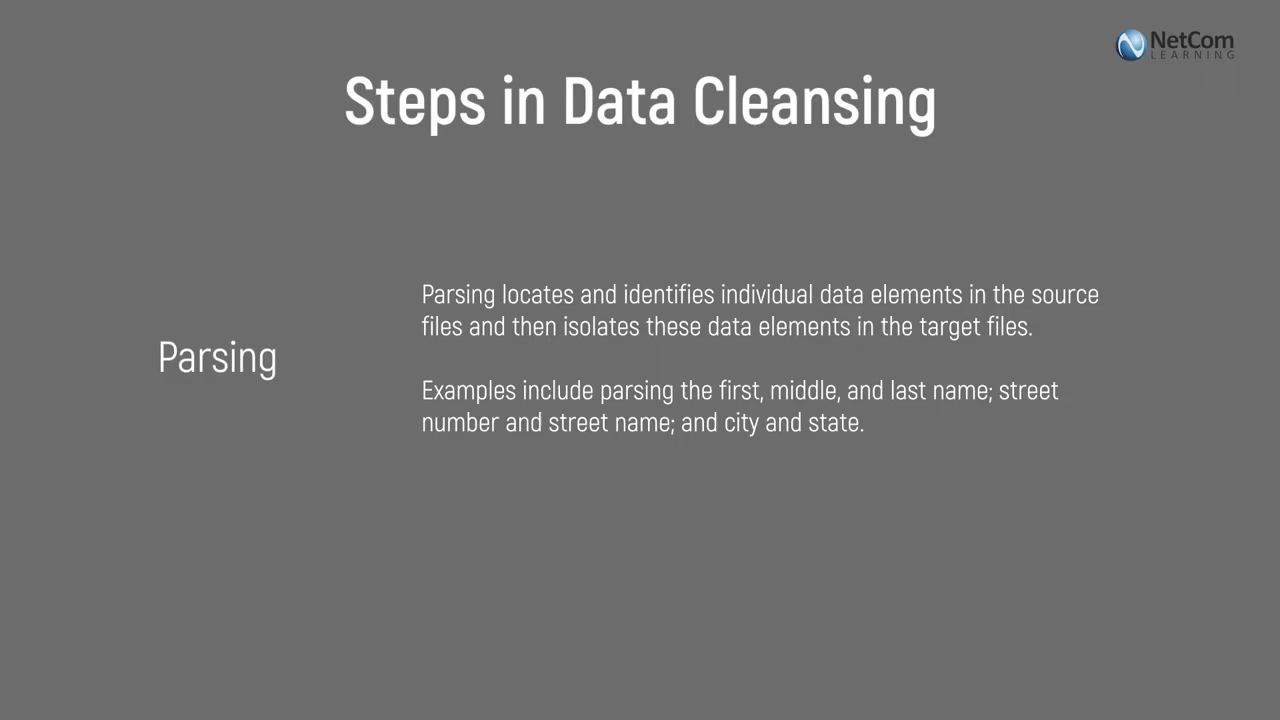 NetCom
LEARNING
Steps in Data Cleansing
Parsing
Parsing locates and identifies individual data elements in the source
files and then isolates these data elements in the target files.
Examples include parsing the first, middle, and last name; street
number and street name; and city and state.